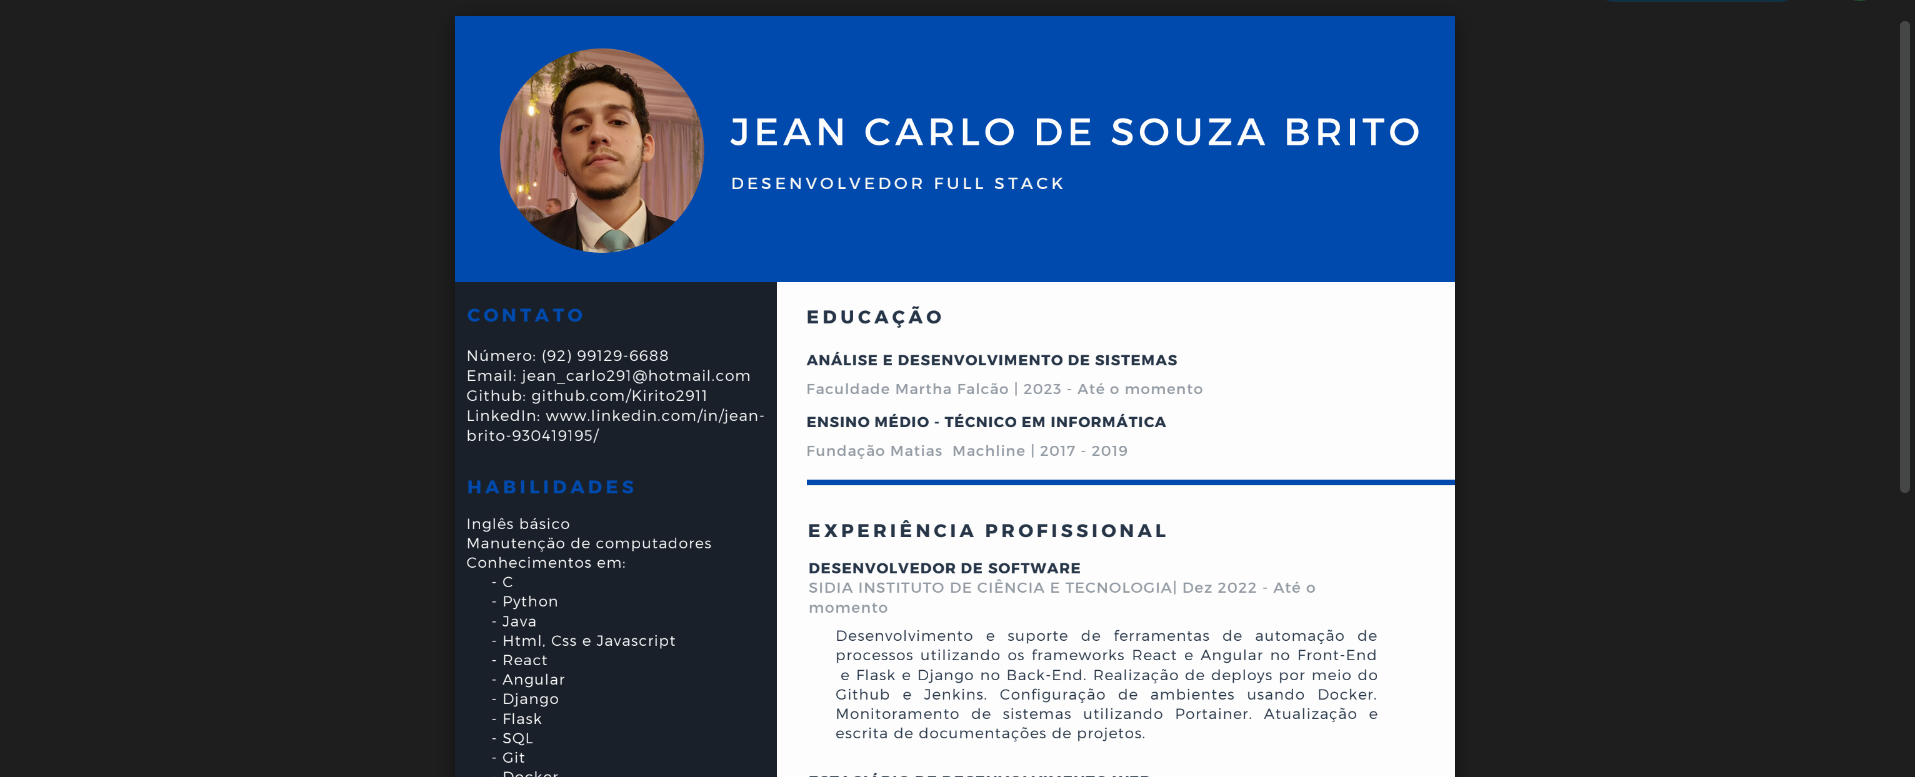 JEAN CARLO DE SOUZA BRITO
DESENVOLVEDOR FULL STACK
CONTATO
Número: (92) 99129-6688
Email: jean_carlo291@hotmail.com
Github: github.com/Kirito2911
LinkedIn: www.linkedin.com/in/jean-
brito-930419195/
HABILIDADES
Inglês básico
Manutenção de computadores
Conhecimentos em:
- C
- Python
- Java
- Html, Css e Javascript
- React
- Angular
- Django
- Flask
- SQL
- Git
- Docker
EDUCAÇÃO
ANÁLISE E DESENVOLVIMENTO DE SISTEMAS
Faculdade Martha Falcão | 2023 - Até o momento
ENSINO MÉDIO - TÉCNICO EM INFORMÁTICA
Fundação Matias  Machline | 2017 - 2019
EXPERIÊNCIA PROFISSIONAL
DESENVOLVEDOR DE SOFTWARE
SIDIA INSTITUTO DE CIÊNCIA E TECNOLOGIA| Dez 2022 - Até o
momento
Desenvolvimento e suporte de ferramentas de automação de
processos utilizando os frameworks React e Angular no Front-End
e Flask e Django no Back-End. Realização de deploys por meio do
Github e Jenkins. Configuração de ambientes usando Docker.
Monitoramento de sistemas utilizando Portainer. Atualização e
escrita de documentações de projetos.